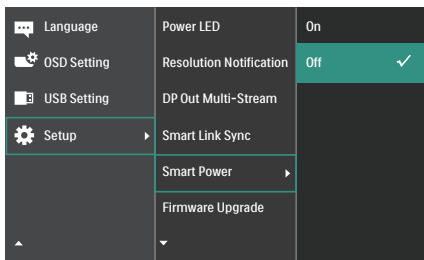 Language
OSD Setting
USB Setting
Setup
Power LED
Resolution Notification
DP Out Multi-Stream
Smart Link Sync
Smart Power
Firmware Upgrade
On
Off